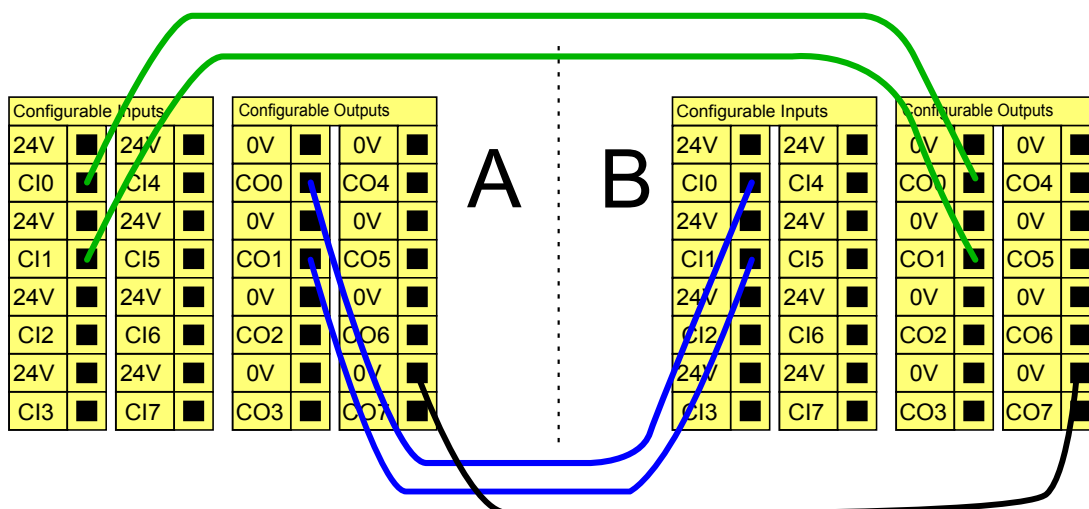 Configurable Inputs
24V 24V
CI0 CI4
24V 24V
CI1 CI5
24V 24V
CI2 CI6
24V 24V
CI3 CI7
Configurable Outputs
0V 0V
CO0 CO4
0V 0V
CO1 CO5
0V 0V
CO2 CO6
0V 0V
CO3 CO7
A
B
Configurable Inputs
24V 24V
CI0 CI4
24V 24V
CI1 CI5
24V 24V
CI2 CI6
24V 24V
CI3 CI7
Configurable Outputs
0V 0V
CO0 CO4
0V 0V
CO1 CO5
0V 0V
CO2 CO6
0V 0V
CO3 CO7